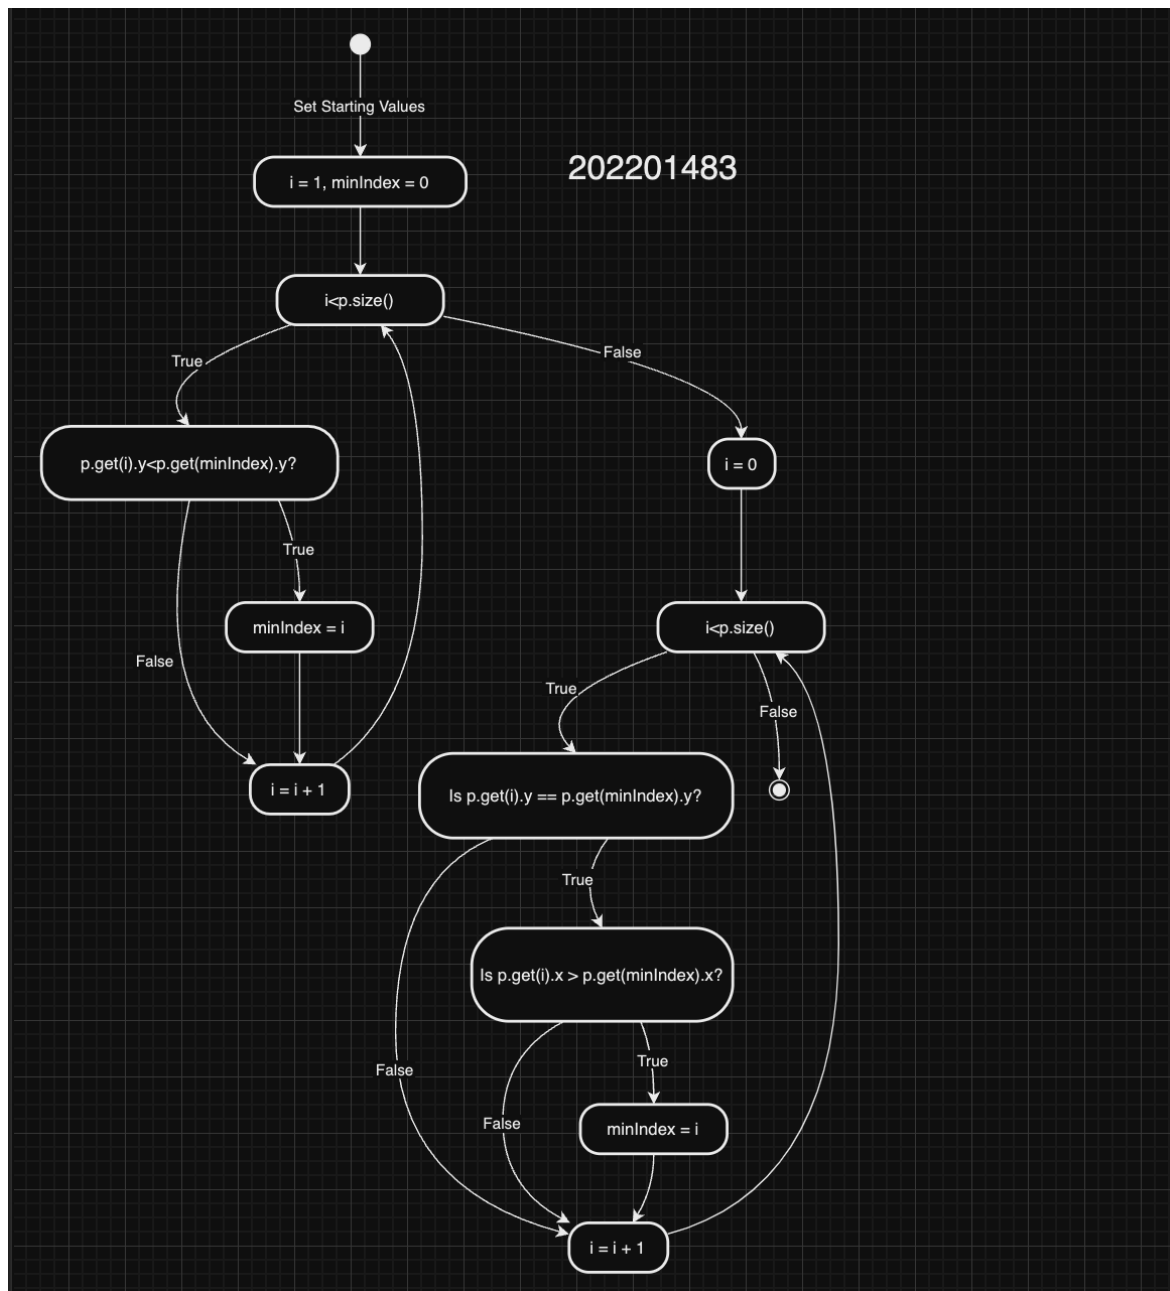 Set Starting Values
i = 1, minIndex = 0
202201483
i<p.size()
True
False
p.get(i).y<p.get(minIndex).y?
i = 0
True
minIndex = i
i<p.size()
False
True
False
i = i + 1
Is p.get(i).y == p.get(minIndex).y?
True
Is p.get(i).x > p.get(minIndex).x?
False
True
False
minIndex = i
i = i + 1